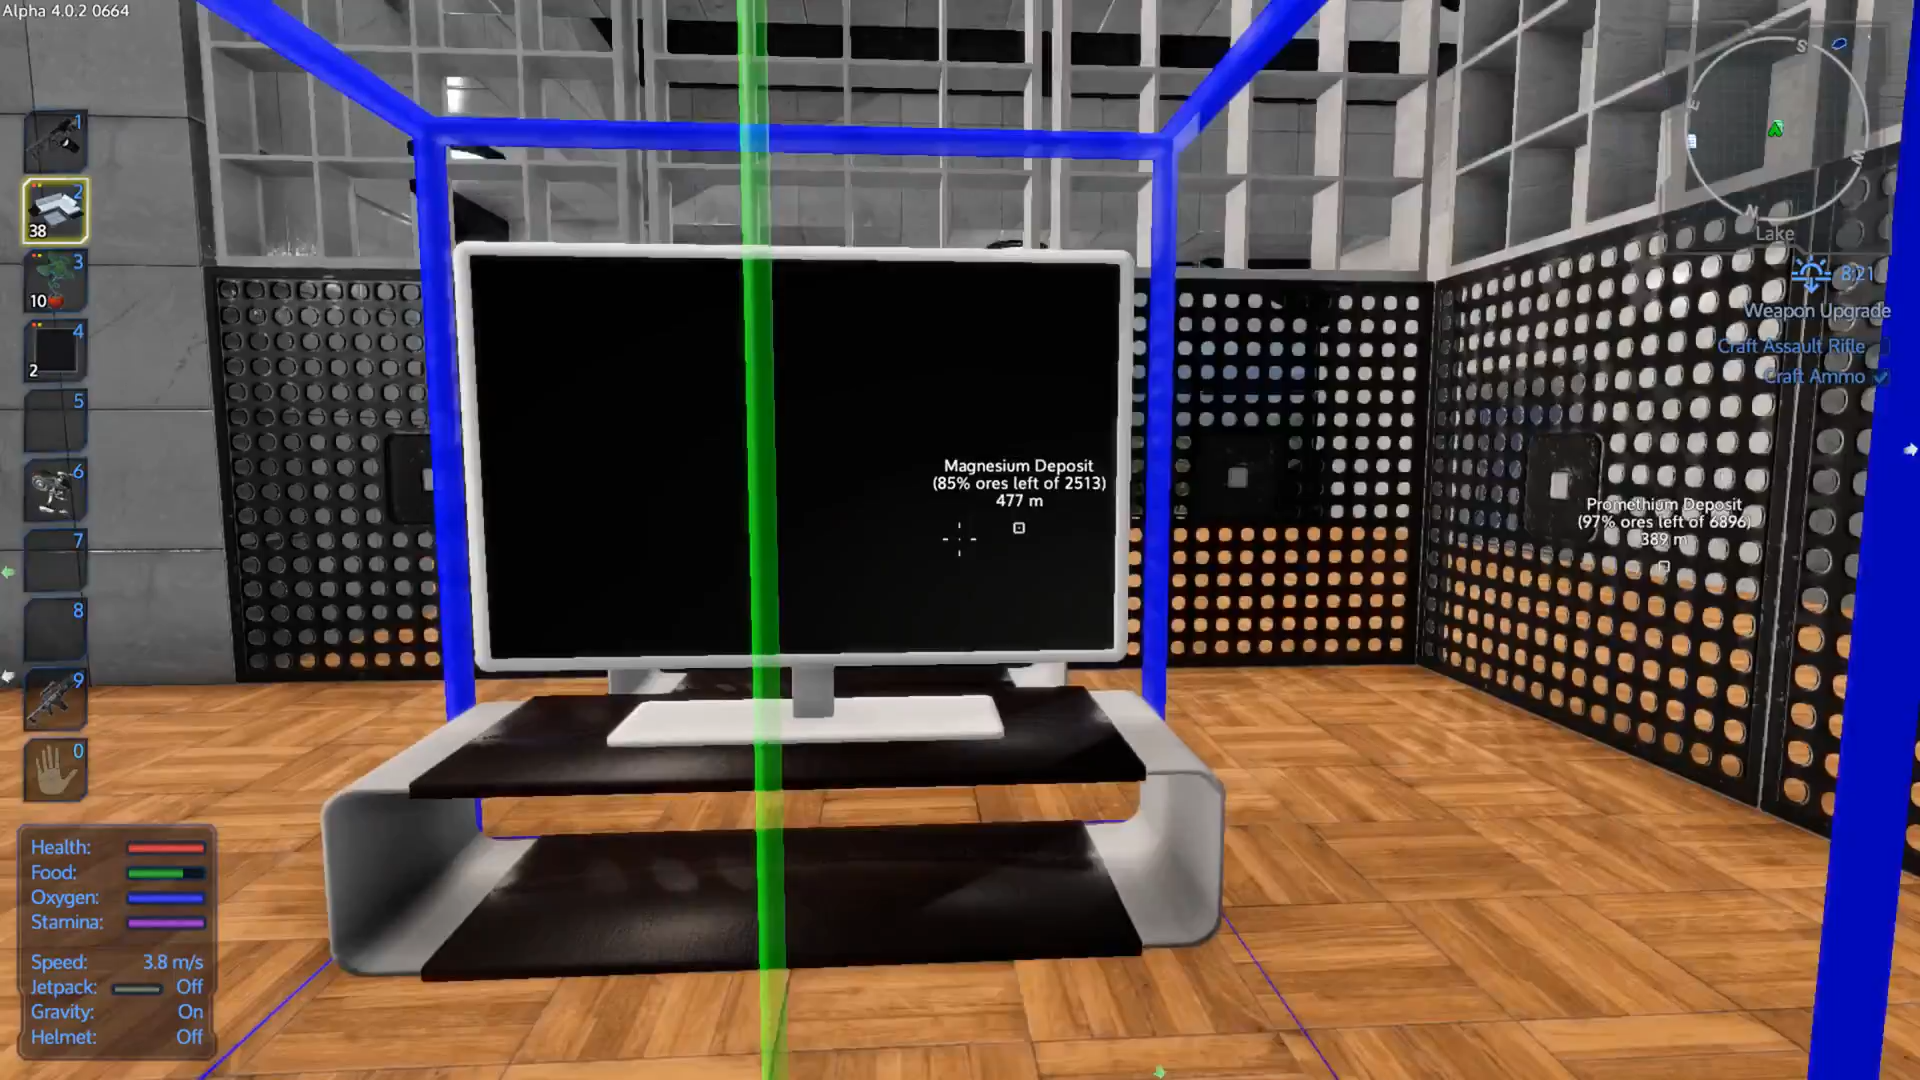 Alpha 4.0.2 0664
1
2
38
3
10
4
2
5
6
7
8
9
0
Health:
Food:
Oxygen:
Stamina:
Speed: 3.8 m/s
Jetpack: Off
Gravity: On
Helmet: Off
Magnesium Deposit
(85% ores left of 2513)
477 m
Promethium Deposit
(97% ores left of 6896)
389 m
S
E
W
N
Lake
8:21
Weapon Upgrade
Craft Assault Rifle
Craft Ammo